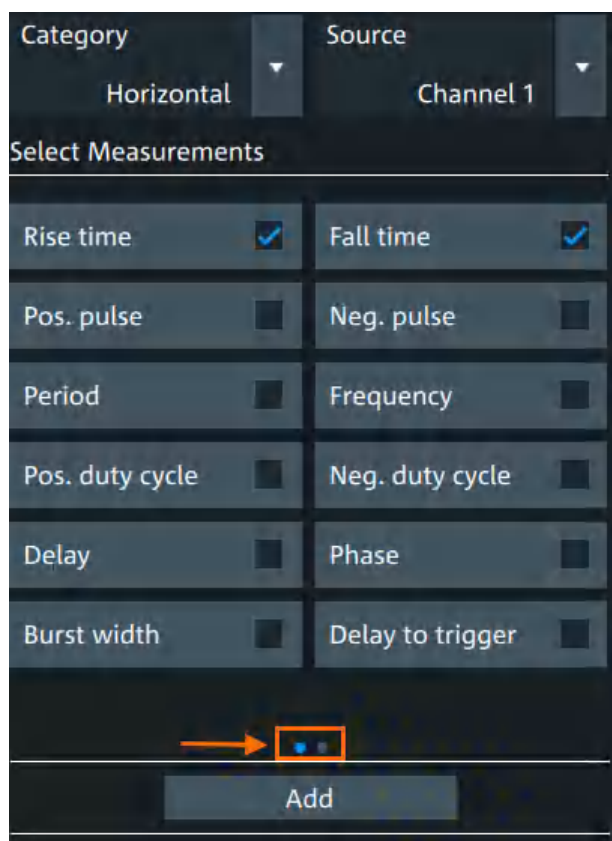 Category
Source
Horizontal
Channel 1
Select Measurements
Rise time
Fall time
Pos. pulse
Neg. pulse
Period
Frequency
Pos. duty cycle
Neg. duty cycle
Delay
Phase
Burst width
Delay to trigger
Add